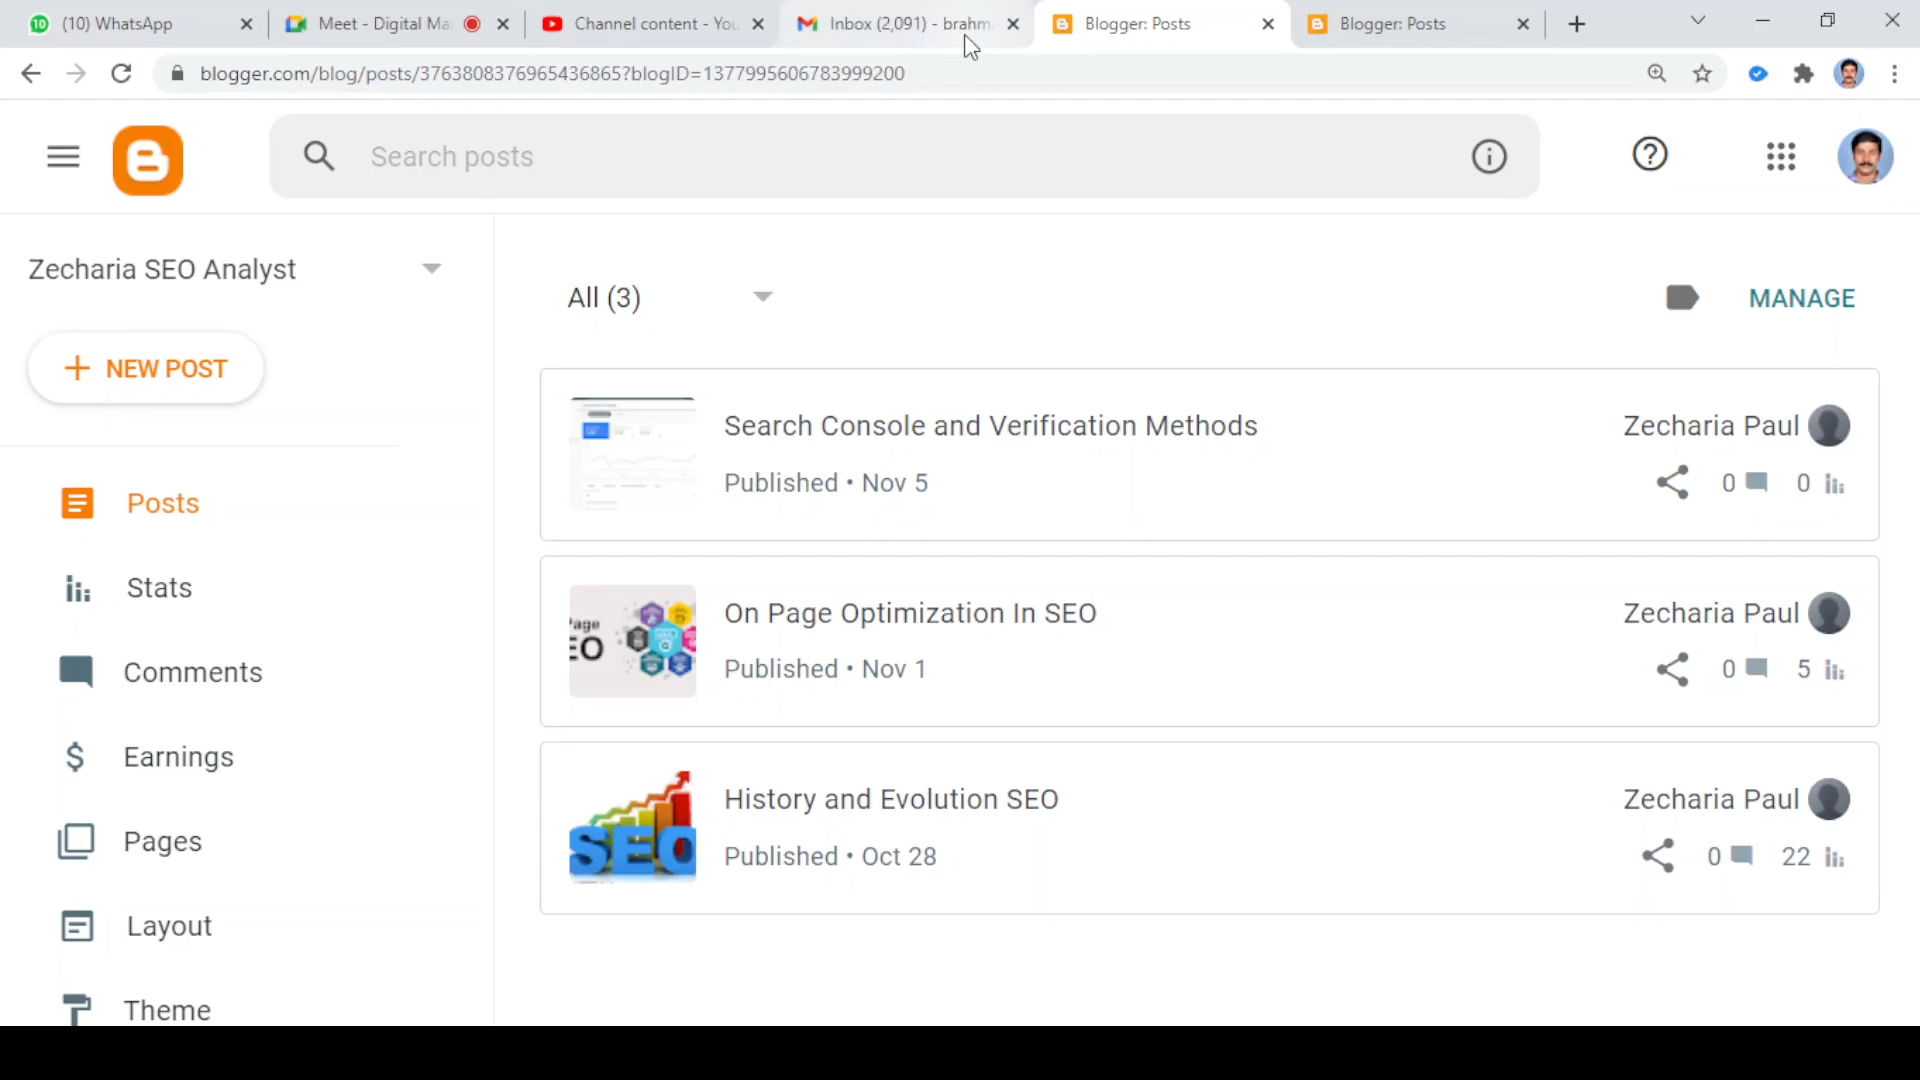 (10) WhatsApp
Meet - Digital Ma
Channel content - You
Inbox (2,091) - brahm
Blogger: Posts
Blogger: Posts
blogger.com/blog/posts/3763808376965436865?blogID=1377995606783999200
Search posts
Zecharia SEO Analyst
NEW POST
Posts
Stats
Comments
Earnings
Pages
Layout
Theme
All (3)
MANAGE
Search Console and Verification Methods
Zecharia Paul
Published • Nov 5
0 0
age
EO
On Page Optimization In SEO
Zecharia Paul
Published • Nov 1
0 5
SEO
History and Evolution SEO
Zecharia Paul
Published • Oct 28
0 22